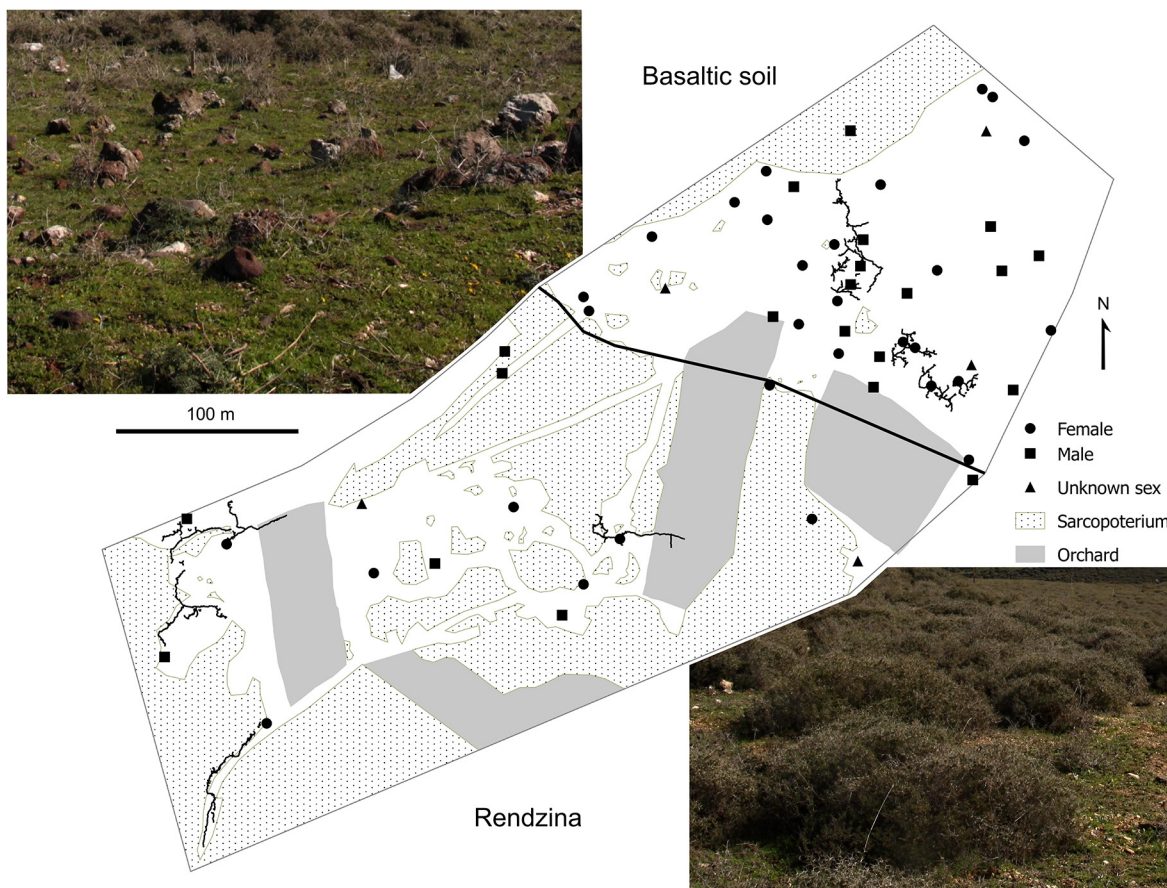 Basaltic soil
N
100 m
Female
Male
Unknown sex
Sarcopoterium
Orchard
Rendzina